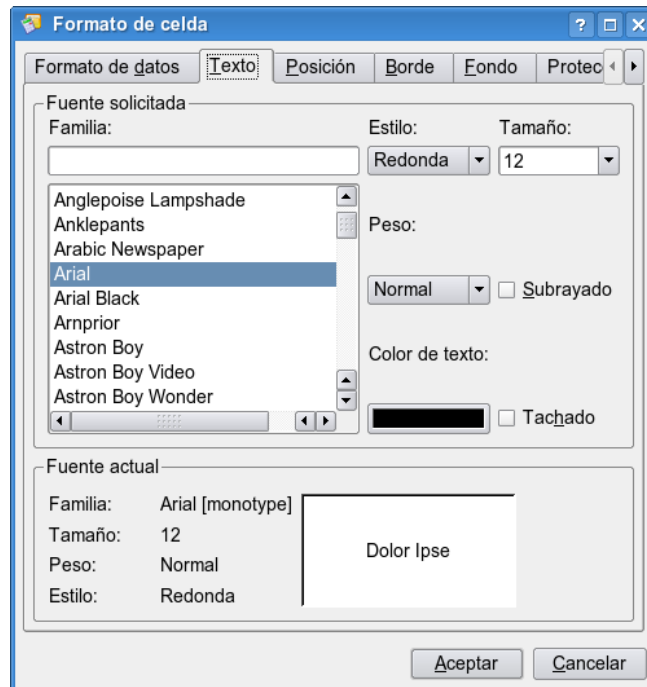 Formato de celda
Formato de datos Texto Posición Borde Fondo
Fuente solicitada
Familia: Estilo: Tamaño:
Redonda 12
Anglepoise Lampshade
Anklepants
Arabic Newspaper
Arial
Arial Black
Arnprior
Astron Boy
Astron Boy Video
Astron Boy Wonder
Peso:
Normal Subrayado
Color de texto:
Tachado
Fuente actual
Familia: Arial [monotype]
Tamaño: 12
Peso: Normal
Estilo: Redonda
Dolor Ipse
Aceptar Cancelar